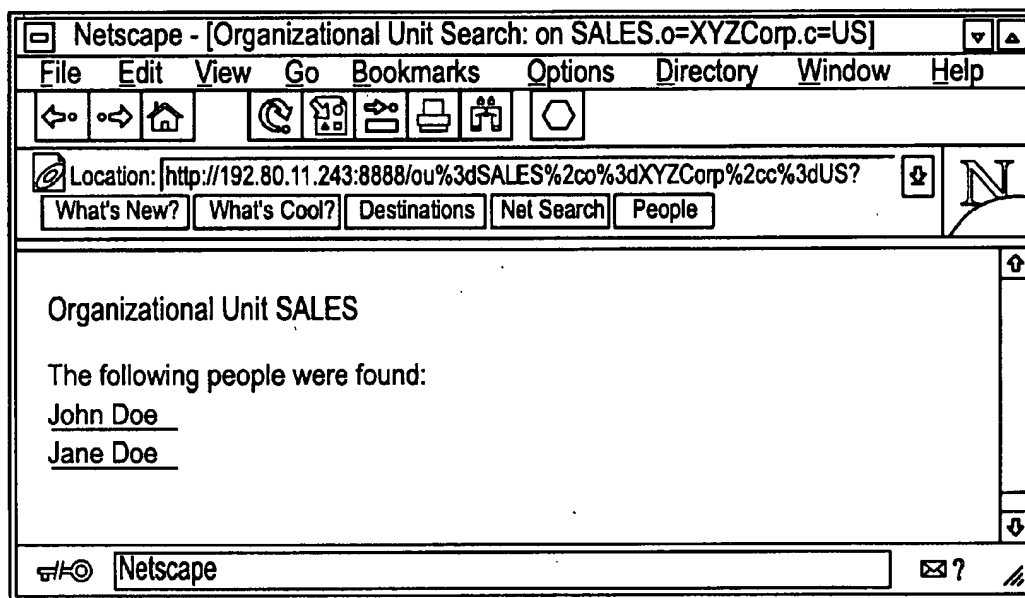 Netscape - [Organizational Unit Search: on SALES.o=XYZCorp.c=US]
File Edit View Go Bookmarks Options Directory Window Help
Location: http://192.80.11.243:8888/ou%3dSALES%2co%3dXYZCorp%2cc%3dUS?
What's New? What's Cool? Destinations Net Search People
N
Organizational Unit SALES
The following people were found:
John Doe
Jane Doe
Netscape
?